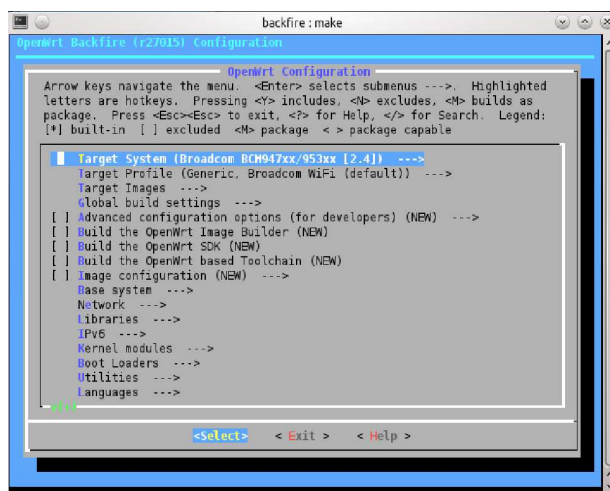 backfire : make
OpenWrt Backfire (r27015) Configuration
OpenWrt Configuration
Arrow keys navigate the menu. <Enter> selects submenus --->. Highlighted
letters are hotkeys. Pressing <Y> includes, <N> excludes, <M> builds as
package. Press <Esc><Esc> to exit, <?> for Help, </> for Search. Legend:
[*] built-in [ ] excluded <M> package < > package capable
Target System (Broadcom BCM947xx/953xx [2.4]) --->
Target Profile (Generic, Broadcom WiFi (default)) --->
Target Images --->
Global build settings --->
[ ] Advanced configuration options (for developers) (NEW) --->
[ ] Build the OpenWrt Image Builder (NEW)
[ ] Build the OpenWrt SDK (NEW)
[ ] Build the OpenWrt based Toolchain (NEW)
[ ] Image configuration (NEW) --->
Base system --->
Network --->
Libraries --->
IPv6 --->
Kernel modules --->
Boot Loaders --->
Utilities --->
Languages --->
<Select> < Exit > < Help >